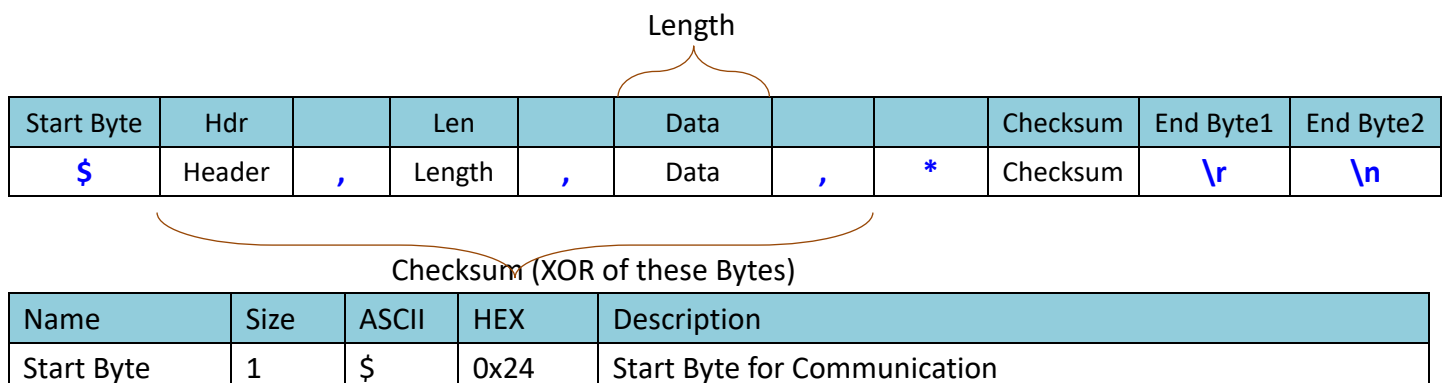 Length
Start Byte Hdr Len Data Checksum End Byte1 End Byte2
$ Header , Length , Data , * Checksum \r \n
Checksum (XOR of these Bytes)
Name Size ASCII HEX Description
Start Byte 1 $ 0x24 Start Byte for Communication